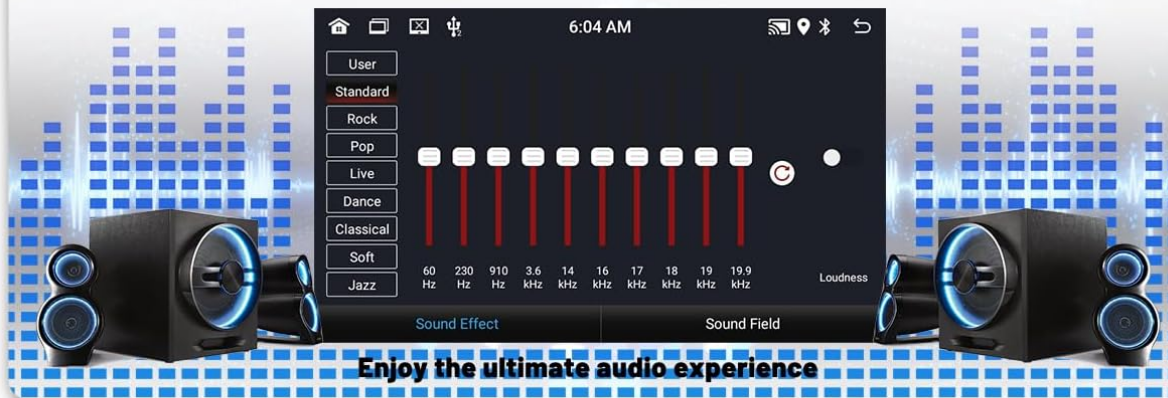 6:04 AM
User
Standard
Rock
Pop
Live
Dance
Classical
Soft
Jazz
60 Hz
230 Hz
910 Hz
3.6 kHz
14 kHz
16 kHz
17 kHz
18 kHz
19 kHz
19.9 kHz
Loudness
Sound Effect
Sound Field
Enjoy the ultimate audio experience